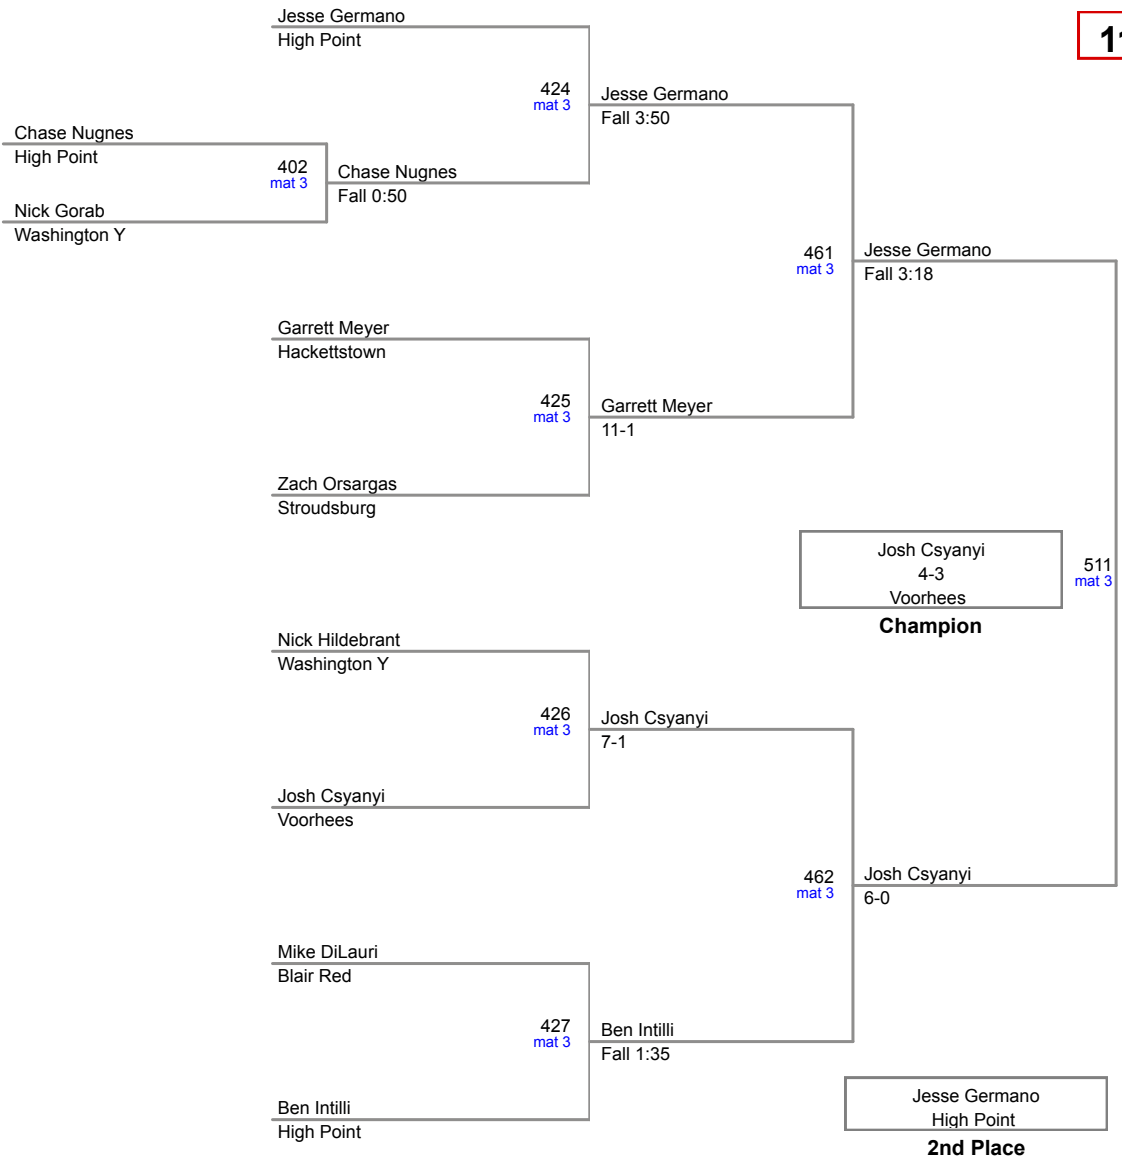 Jesse Germano
High Point
424
mat 3
Jesse Germano
Fall 3:50
Chase Nugnes
High Point
402
mat 3
Chase Nugnes
Fall 0:50
Nick Gorab
Washington Y
461
mat 3
Jesse Germano
Fall 3:18
Garrett Meyer
Hackettstown
425
mat 3
Garrett Meyer
11-1
Zach Orsargas
Stroudsburg
Josh Csyanyi
4-3
Voorhees
Champion
511
mat 3
Nick Hildebrant
Washington Y
426
mat 3
Josh Csyanyi
7-1
Josh Csyanyi
Voorhees
462
mat 3
Josh Csyanyi
6-0
Mike DiLauri
Blair Red
427
mat 3
Ben Intilli
Fall 1:35
Ben Intilli
High Point
Jesse Germano
High Point
2nd Place